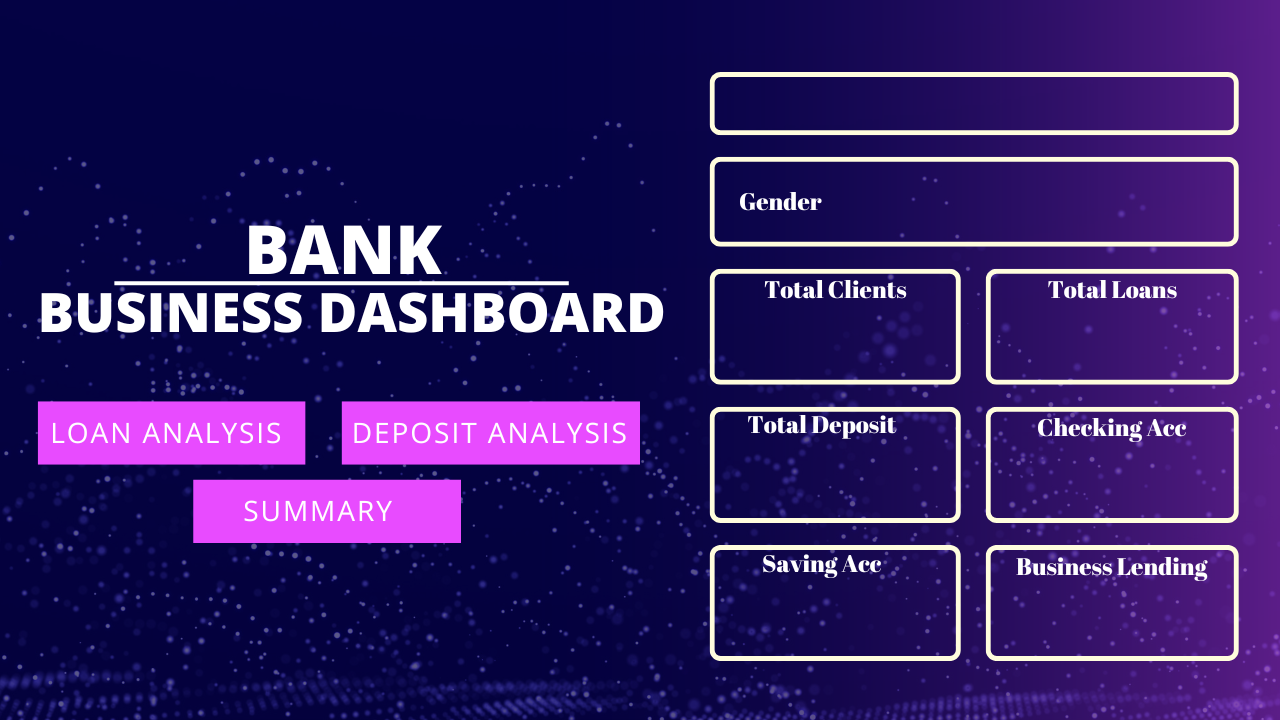 BANK
BUSINESS DASHBOARD
LOAN ANALYSIS
DEPOSIT ANALYSIS
SUMMARY
Gender
Total Clients
Total Loans
Total Deposit
Checking Acc
Saving Acc
Business Lending